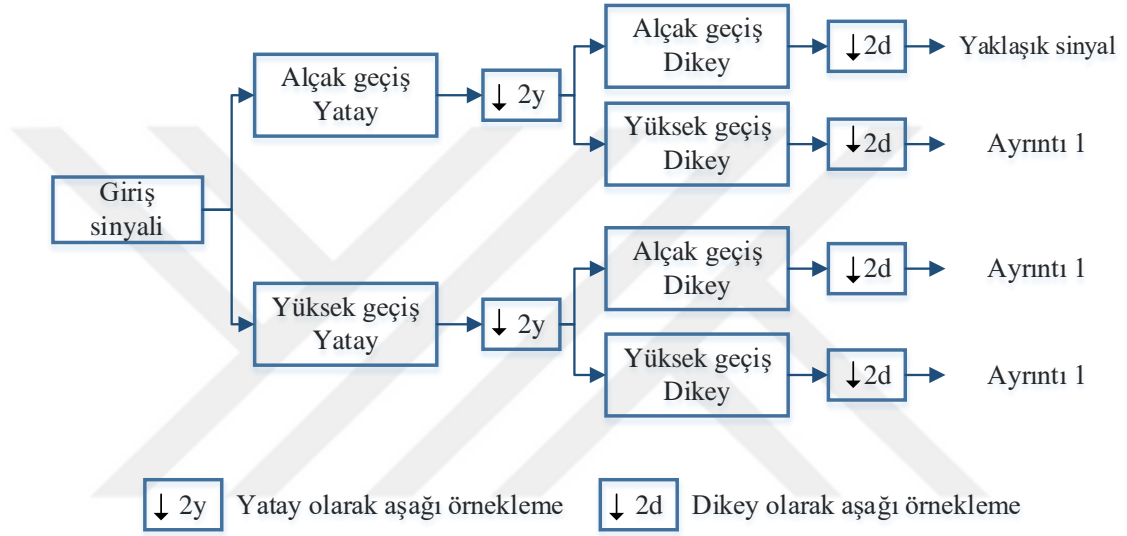 Giriş
sinyali
Alçak geçiş
Yatay
↓ 2y
Alçak geçiş
Dikey
↓2d
Yaklaşık sinyal
Yüksek geçiş
Dikey
↓2d
Ayrıntı 1
Yüksek geçiş
Yatay
↓ 2y
Alçak geçiş
Dikey
↓2d
Ayrıntı 1
Yüksek geçiş
Dikey
↓2d
Ayrıntı 1
↓ 2y Yatay olarak aşağı örnekleme
↓ 2d Dikey olarak aşağı örnekleme